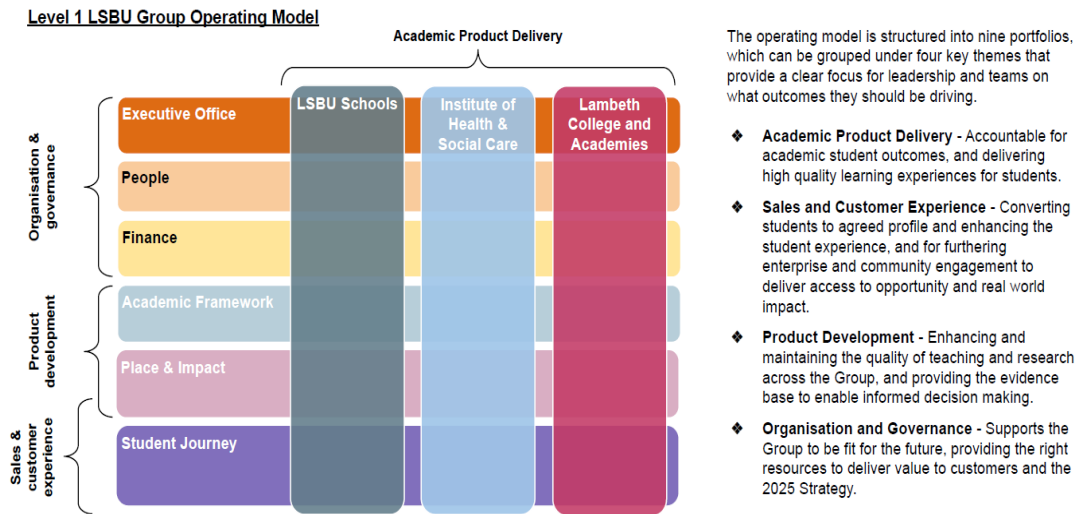 Level 1 LSBU Group Operating Model
Academic Product Delivery
LSBU Schools
Institute of
Health &
Social Care
Lambeth
College and
Academies
Organisation &
governance
Executive Office
People
Finance
Product
development
Academic Framework
Place & Impact
Sales &
customer
experience
Student Journey
The operating model is structured into nine portfolios,
which can be grouped under four key themes that
provide a clear focus for leadership and teams on
what outcomes they should be driving.
❖ Academic Product Delivery - Accountable for
academic student outcomes, and delivering
high quality learning experiences for students.
❖ Sales and Customer Experience - Converting
students to agreed profile and enhancing the
student experience, and for furthering
enterprise and community engagement to
deliver access to opportunity and real world
impact.
❖ Product Development - Enhancing and
maintaining the quality of teaching and research
across the Group, and providing the evidence
base to enable informed decision making.
❖ Organisation and Governance - Supports the
Group to be fit for the future, providing the right
resources to deliver value to customers and the
2025 Strategy.